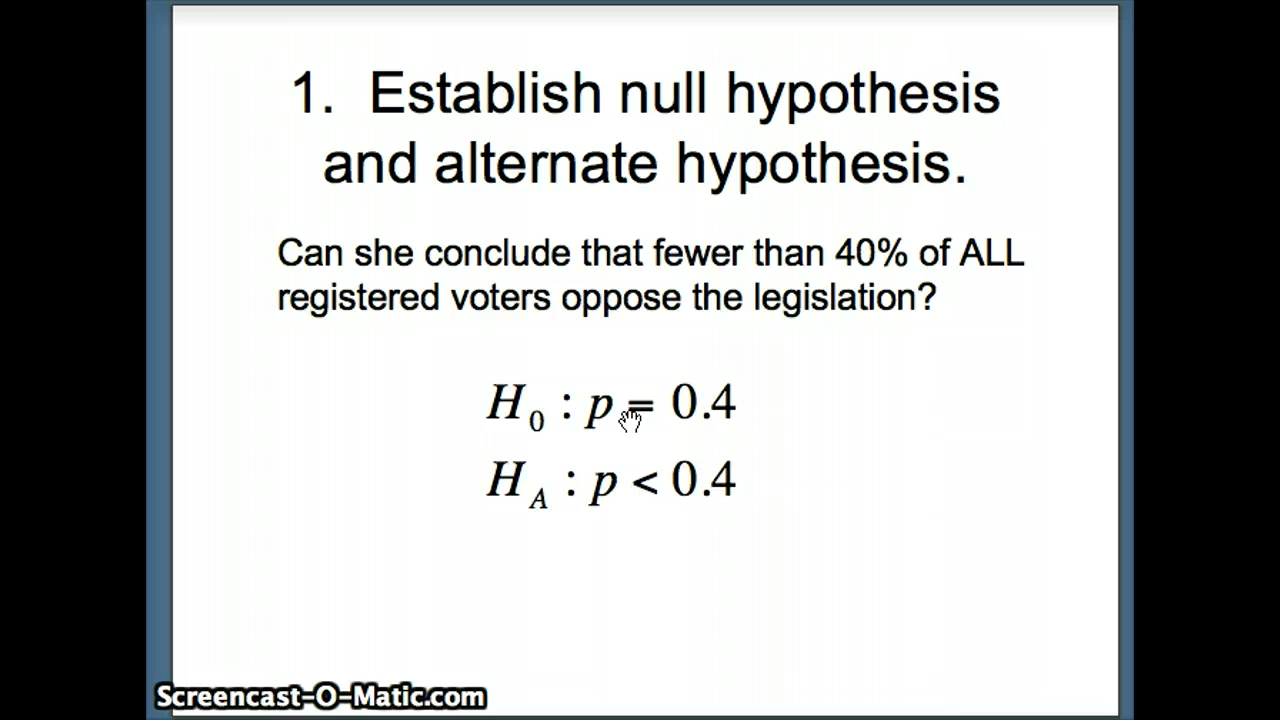 1. Establish null hypothesis
and alternate hypothesis.
Can she conclude that fewer than 40% of ALL
registered voters oppose the legislation?
H₀ : p = 0.4
H_A : p < 0.4
Screencast-O-Matic.com